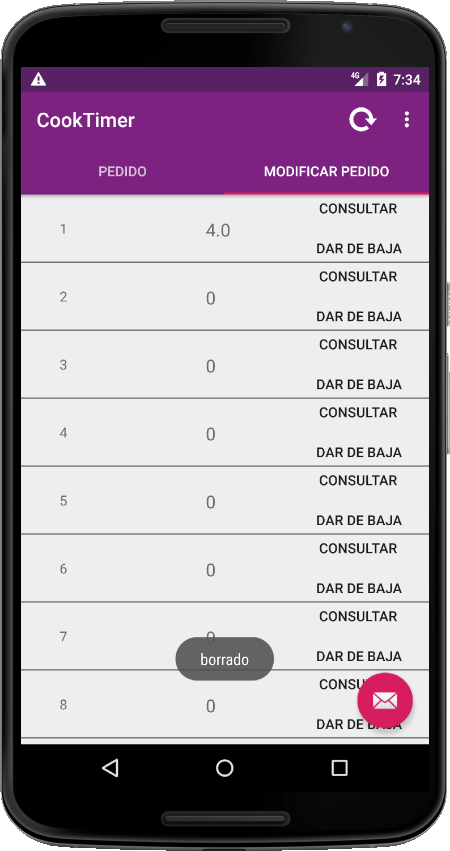 4G 7:34
CookTimer
PEDIDO MODIFICAR PEDIDO
CONSULTAR
1 4.0
DAR DE BAJA
CONSULTAR
2 0
DAR DE BAJA
CONSULTAR
3 0
DAR DE BAJA
CONSULTAR
4 0
DAR DE BAJA
CONSULTAR
5 0
DAR DE BAJA
CONSULTAR
6 0
DAR DE BAJA
CONSULTAR
7 0
DAR DE BAJA
borrado
CONSU
8 0
DAR DE BAJA